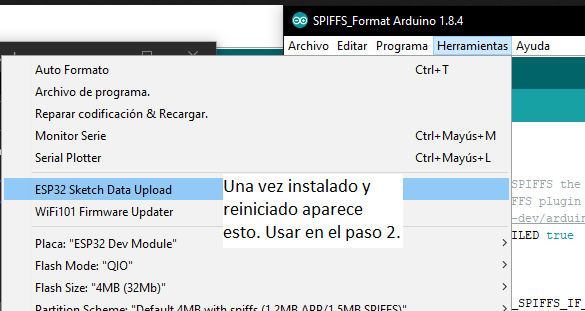 SPIFFS_Format Arduino 1.8.4
Archivo Editar Programa Herramientas Ayuda
Auto Formato Ctrl+T
Archivo de programa.
Reparar codificación & Recargar.
Monitor Serie Ctrl+Mayús+M
Serial Plotter Ctrl+Mayús+L
ESP32 Sketch Data Upload
WiFi101 Firmware Updater
Una vez instalado y
reiniciado aparece
esto. Usar en el paso 2.
Placa: "ESP32 Dev Module"
Flash Mode: "QIO"
Flash Size: "4MB (32Mb)"
Partition Scheme: "Default 4MB with spiffs (1.2MB APP/1.5MB SPIFFS)"
SPIFFS the
FFS plugin
-dev/arduin
ILED true
_SPIFFS_IF_